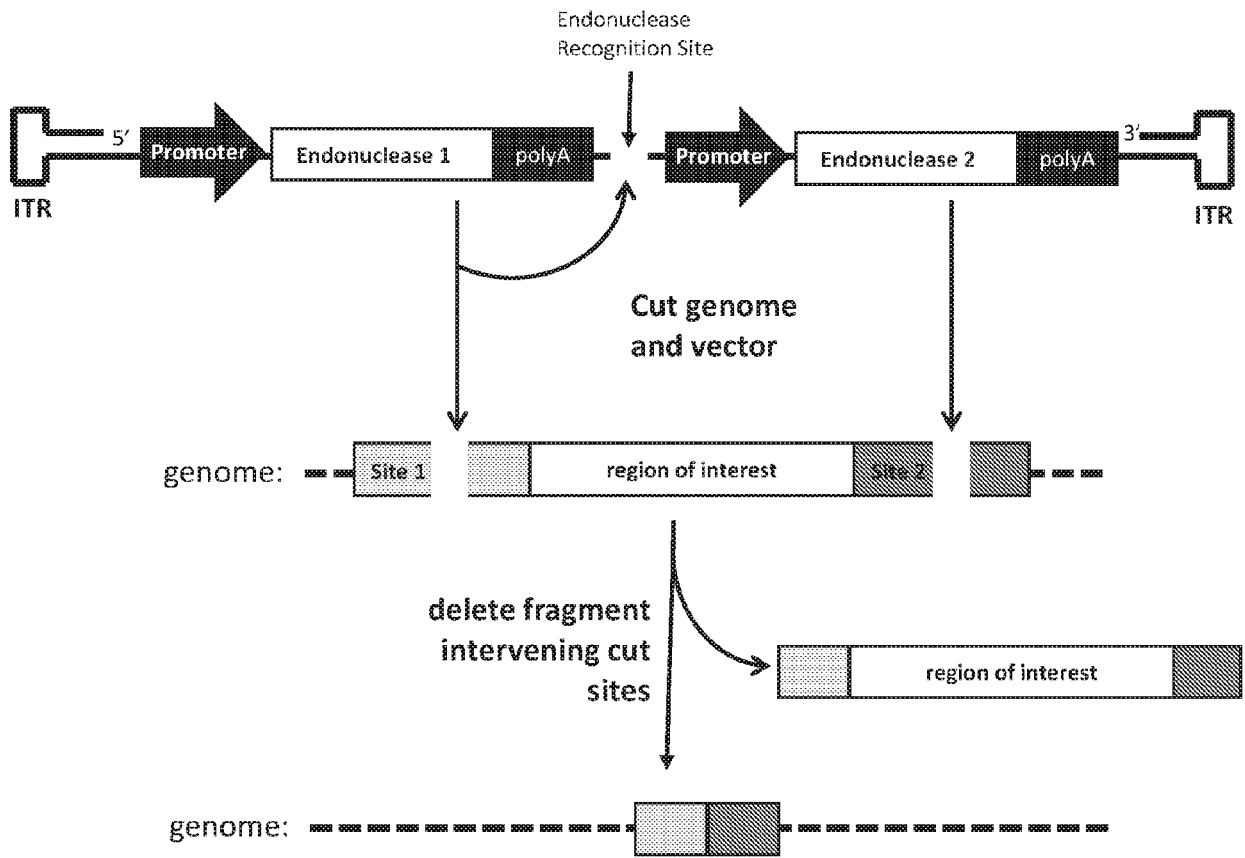 Endonuclease
Recognition Site
5'
3'
Promoter
Endonuclease 1
polyA
Promoter
Endonuclease 2
polyA
ITR
ITR
Cut genome
and vector
genome:
Site 1
region of interest
Site 2
delete fragment
intervening cut
sites
region of interest
genome: